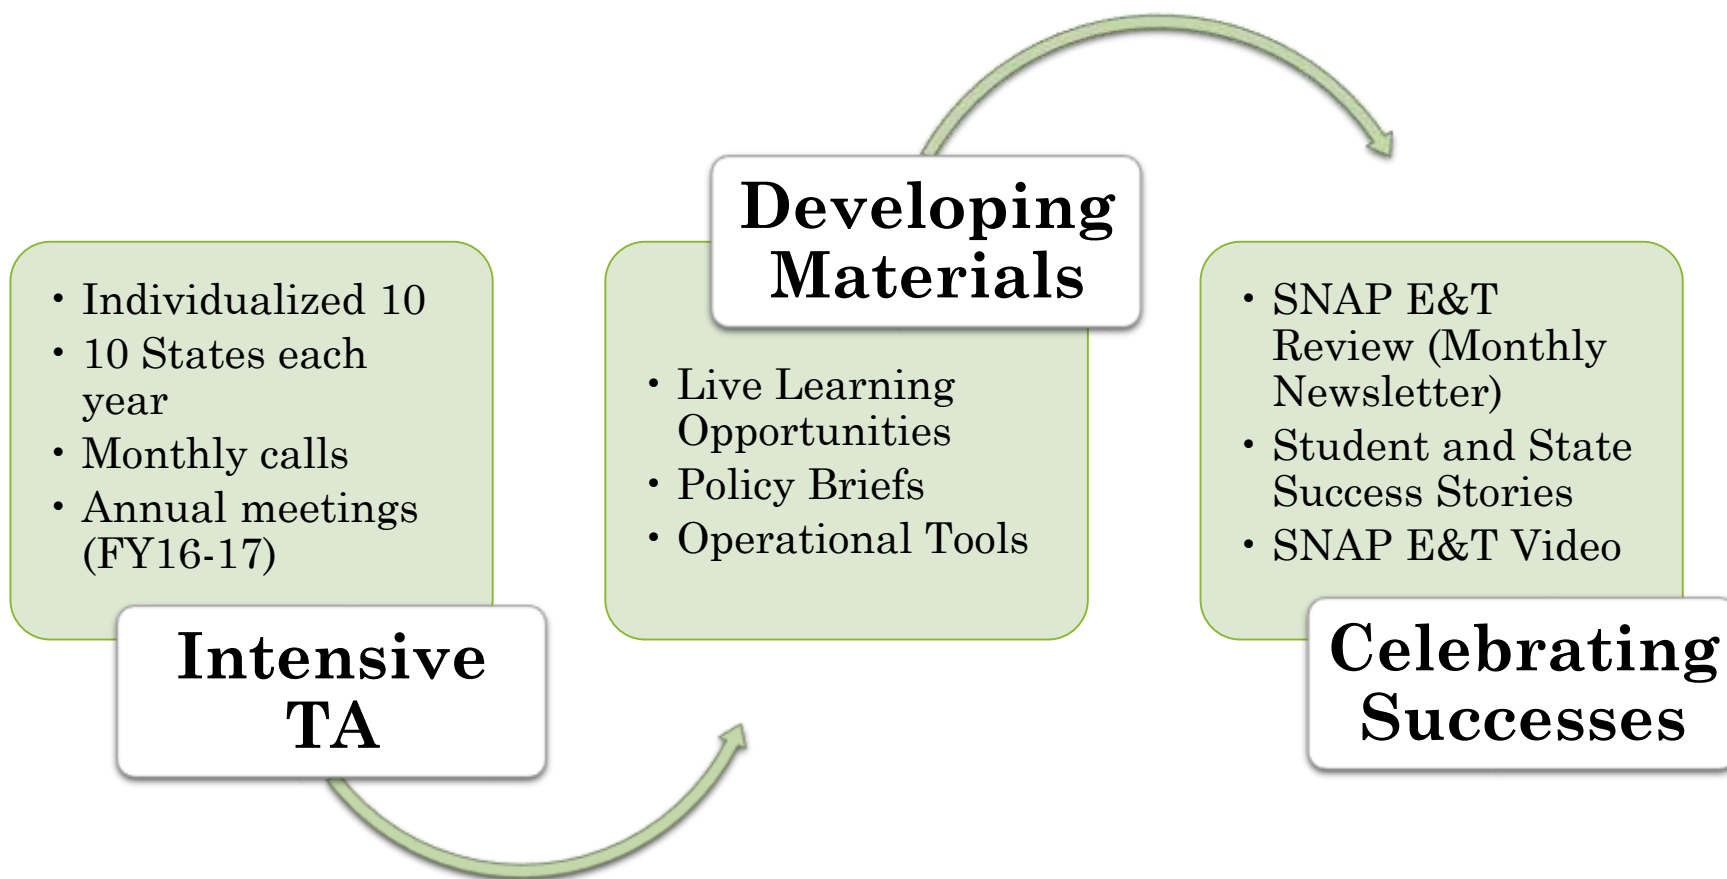 • Individualized 10
• 10 States each
year
• Monthly calls
• Annual meetings
(FY16-17)
Intensive
TA
Developing
Materials
• Live Learning
Opportunities
• Policy Briefs
• Operational Tools
• SNAP E&T
Review (Monthly
Newsletter)
• Student and State
Success Stories
• SNAP E&T Video
Celebrating
Successes